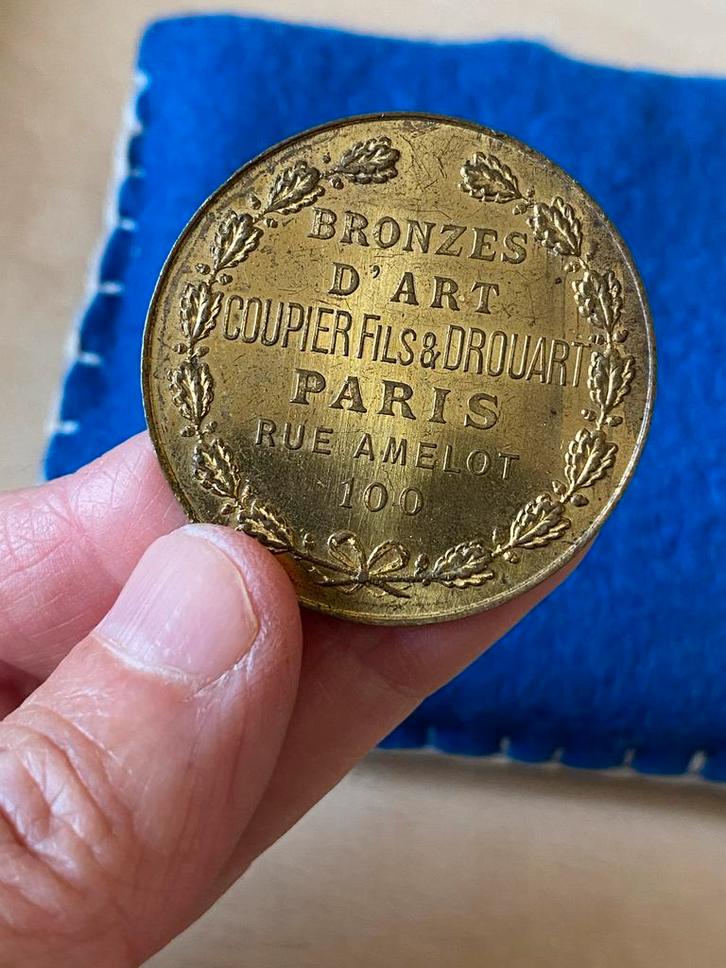 BRONZES
D'ART
COUPIER FILS & DROUART
PARIS
RUE AMELOT
100